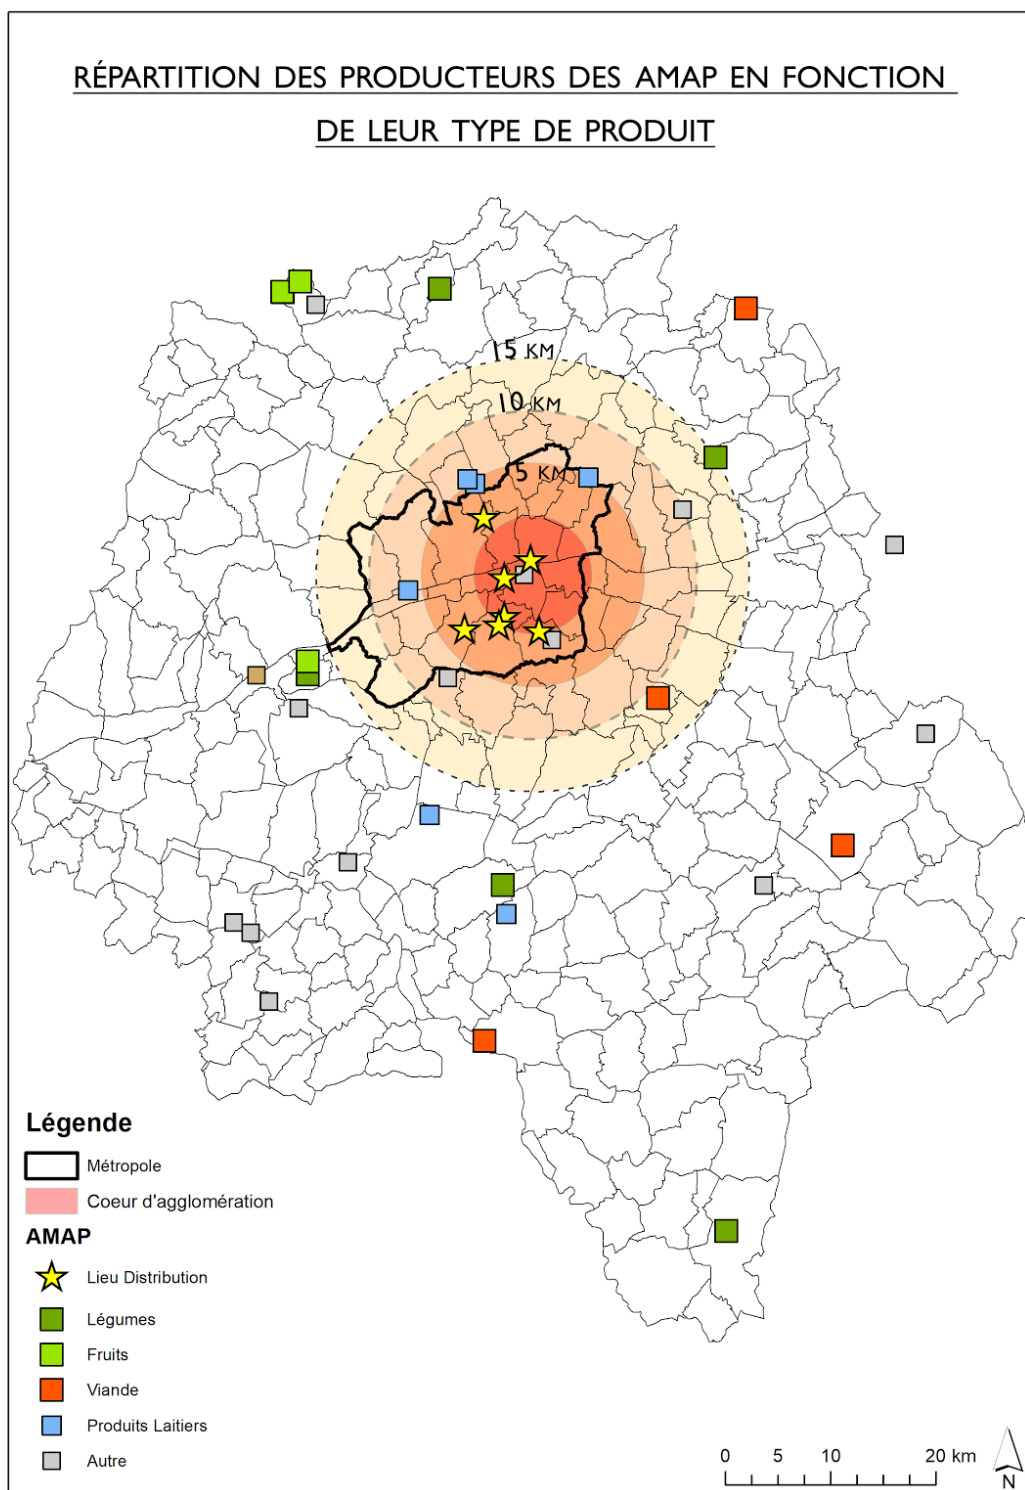 RÉPARTITION DES PRODUCTEURS DES AMAP EN FONCTION
DE LEUR TYPE DE PRODUIT
15 KM
10 KM
5 KM
Légende
Métropole
Coeur d'agglomération
AMAP
Lieu Distribution
Légumes
Fruits
Viande
Produits Laitiers
Autre
0 5 10 20 km
N